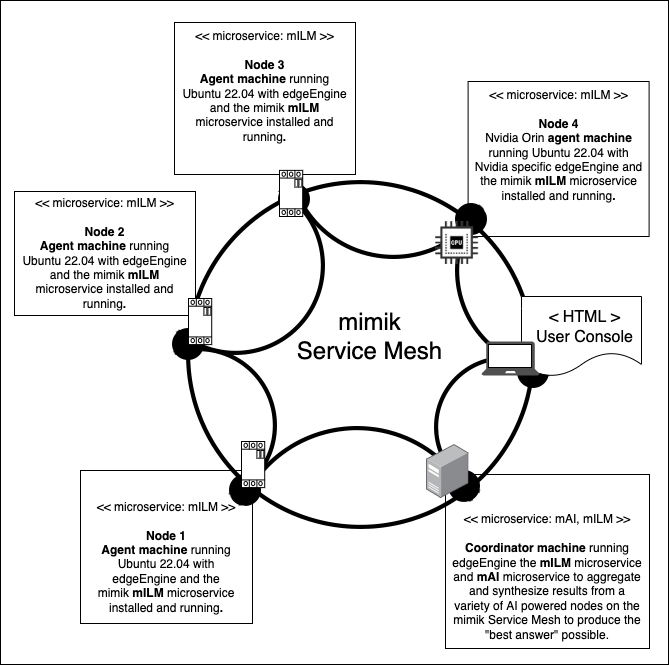 << microservice: mILM >>
Node 3
Agent machine running
Ubuntu 22.04 with edgeEngine
and the mimik mILM
microservice installed and
running.
<< microservice: mILM >>
Node 4
Nvidia Orin agent machine
running Ubuntu 22.04 with
Nvidia specific edgeEngine and
the mimik mILM microservice
installed and running.
<< microservice: mILM >>
Node 2
Agent machine running
Ubuntu 22.04 with edgeEngine
and the mimik mILM
microservice installed and
running.
CPU
< HTML >
User Console
mimik
Service Mesh
<< microservice: mILM >>
Node 1
Agent machine running
Ubuntu 22.04 with
edgeEngine and the
mimik mILM microservice
installed and running.
<< microservice: mAI, mILM >>
Coordinator machine running
edgeEngine the mILM microservice
and mAI microservice to aggregate
and synthesize results from a
variety of AI powered nodes on the
mimik Service Mesh to produce the
"best answer" possible.